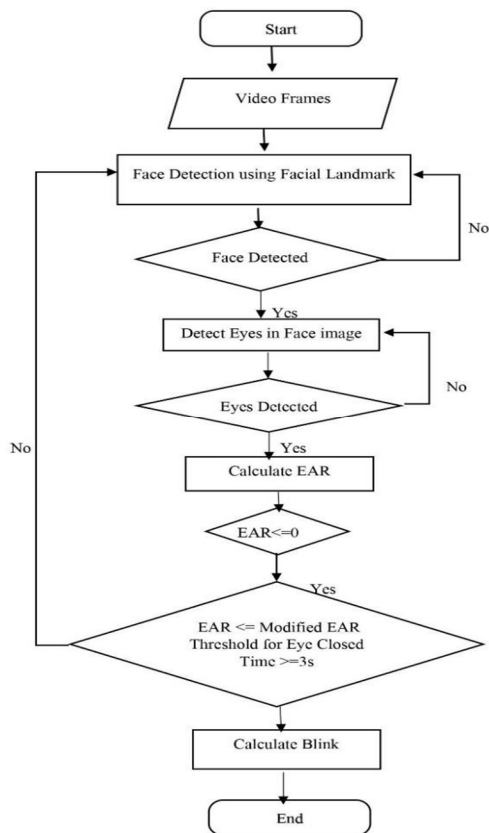 Start
Video Frames
Face Detection using Facial Landmark
No
Face Detected
Yes
Detect Eyes in Face image
No
Eyes Detected
No
Yes
Calculate EAR
EAR<=0
Yes
EAR <= Modified EAR
Threshold for Eye Closed
Time >=3s
Calculate Blink
End